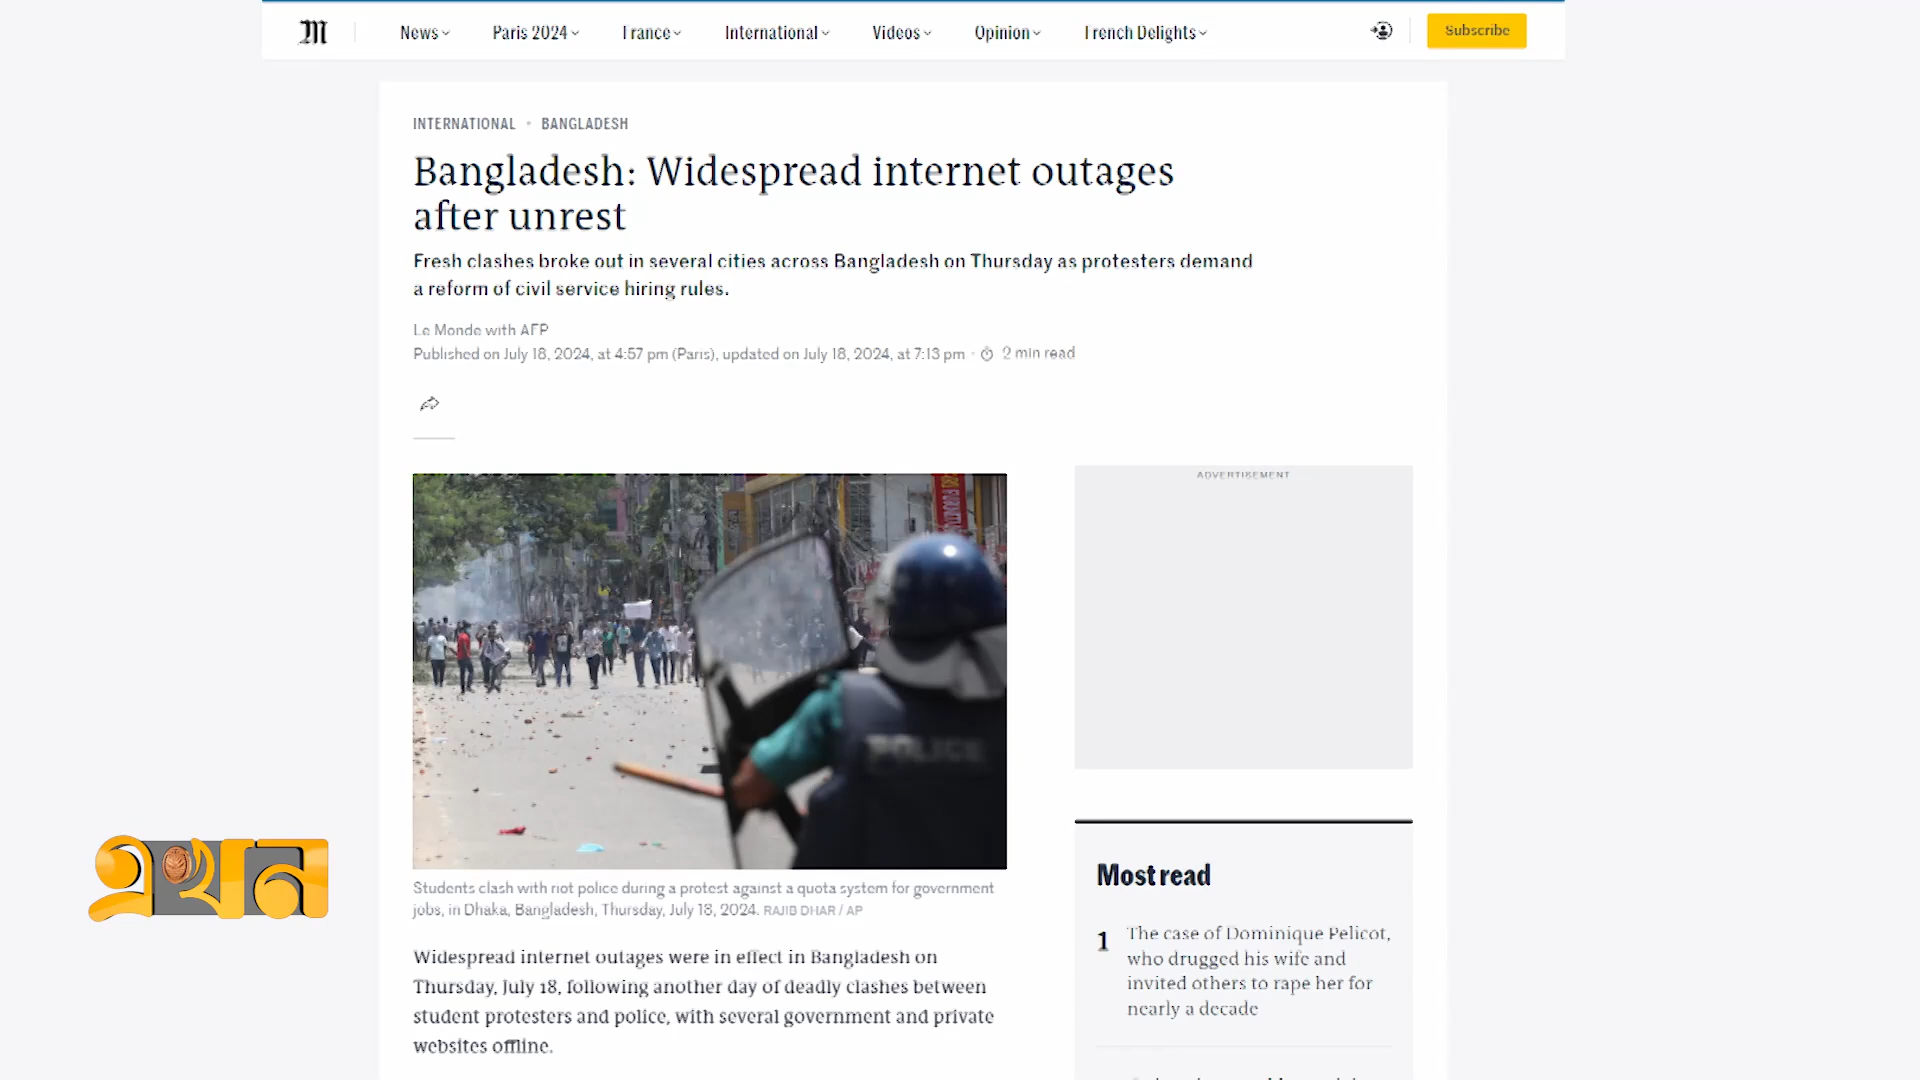 News
Paris 2024
France
International
Videos
Opinion
French Delights
Subscribe
INTERNATIONAL • BANGLADESH
Bangladesh: Widespread internet outages
after unrest
Fresh clashes broke out in several cities across Bangladesh on Thursday as protesters demand
a reform of civil service hiring rules.
Le Monde with AFP
Published on July 18, 2024, at 4:57 pm (Paris), updated on July 18, 2024, at 7:13 pm • 2 min read
ADVERTISEMENT
POLICE
Students clash with riot police during a protest against a quota system for government
jobs, in Dhaka, Bangladesh, Thursday, July 18, 2024. RAJIB DHAR / AP
Widespread internet outages were in effect in Bangladesh on
Thursday, July 18, following another day of deadly clashes between
student protesters and police, with several government and private
websites offline.
Most read
1
The case of Dominique Pelicot,
who drugged his wife and
invited others to rape her for
nearly a decade
এখন